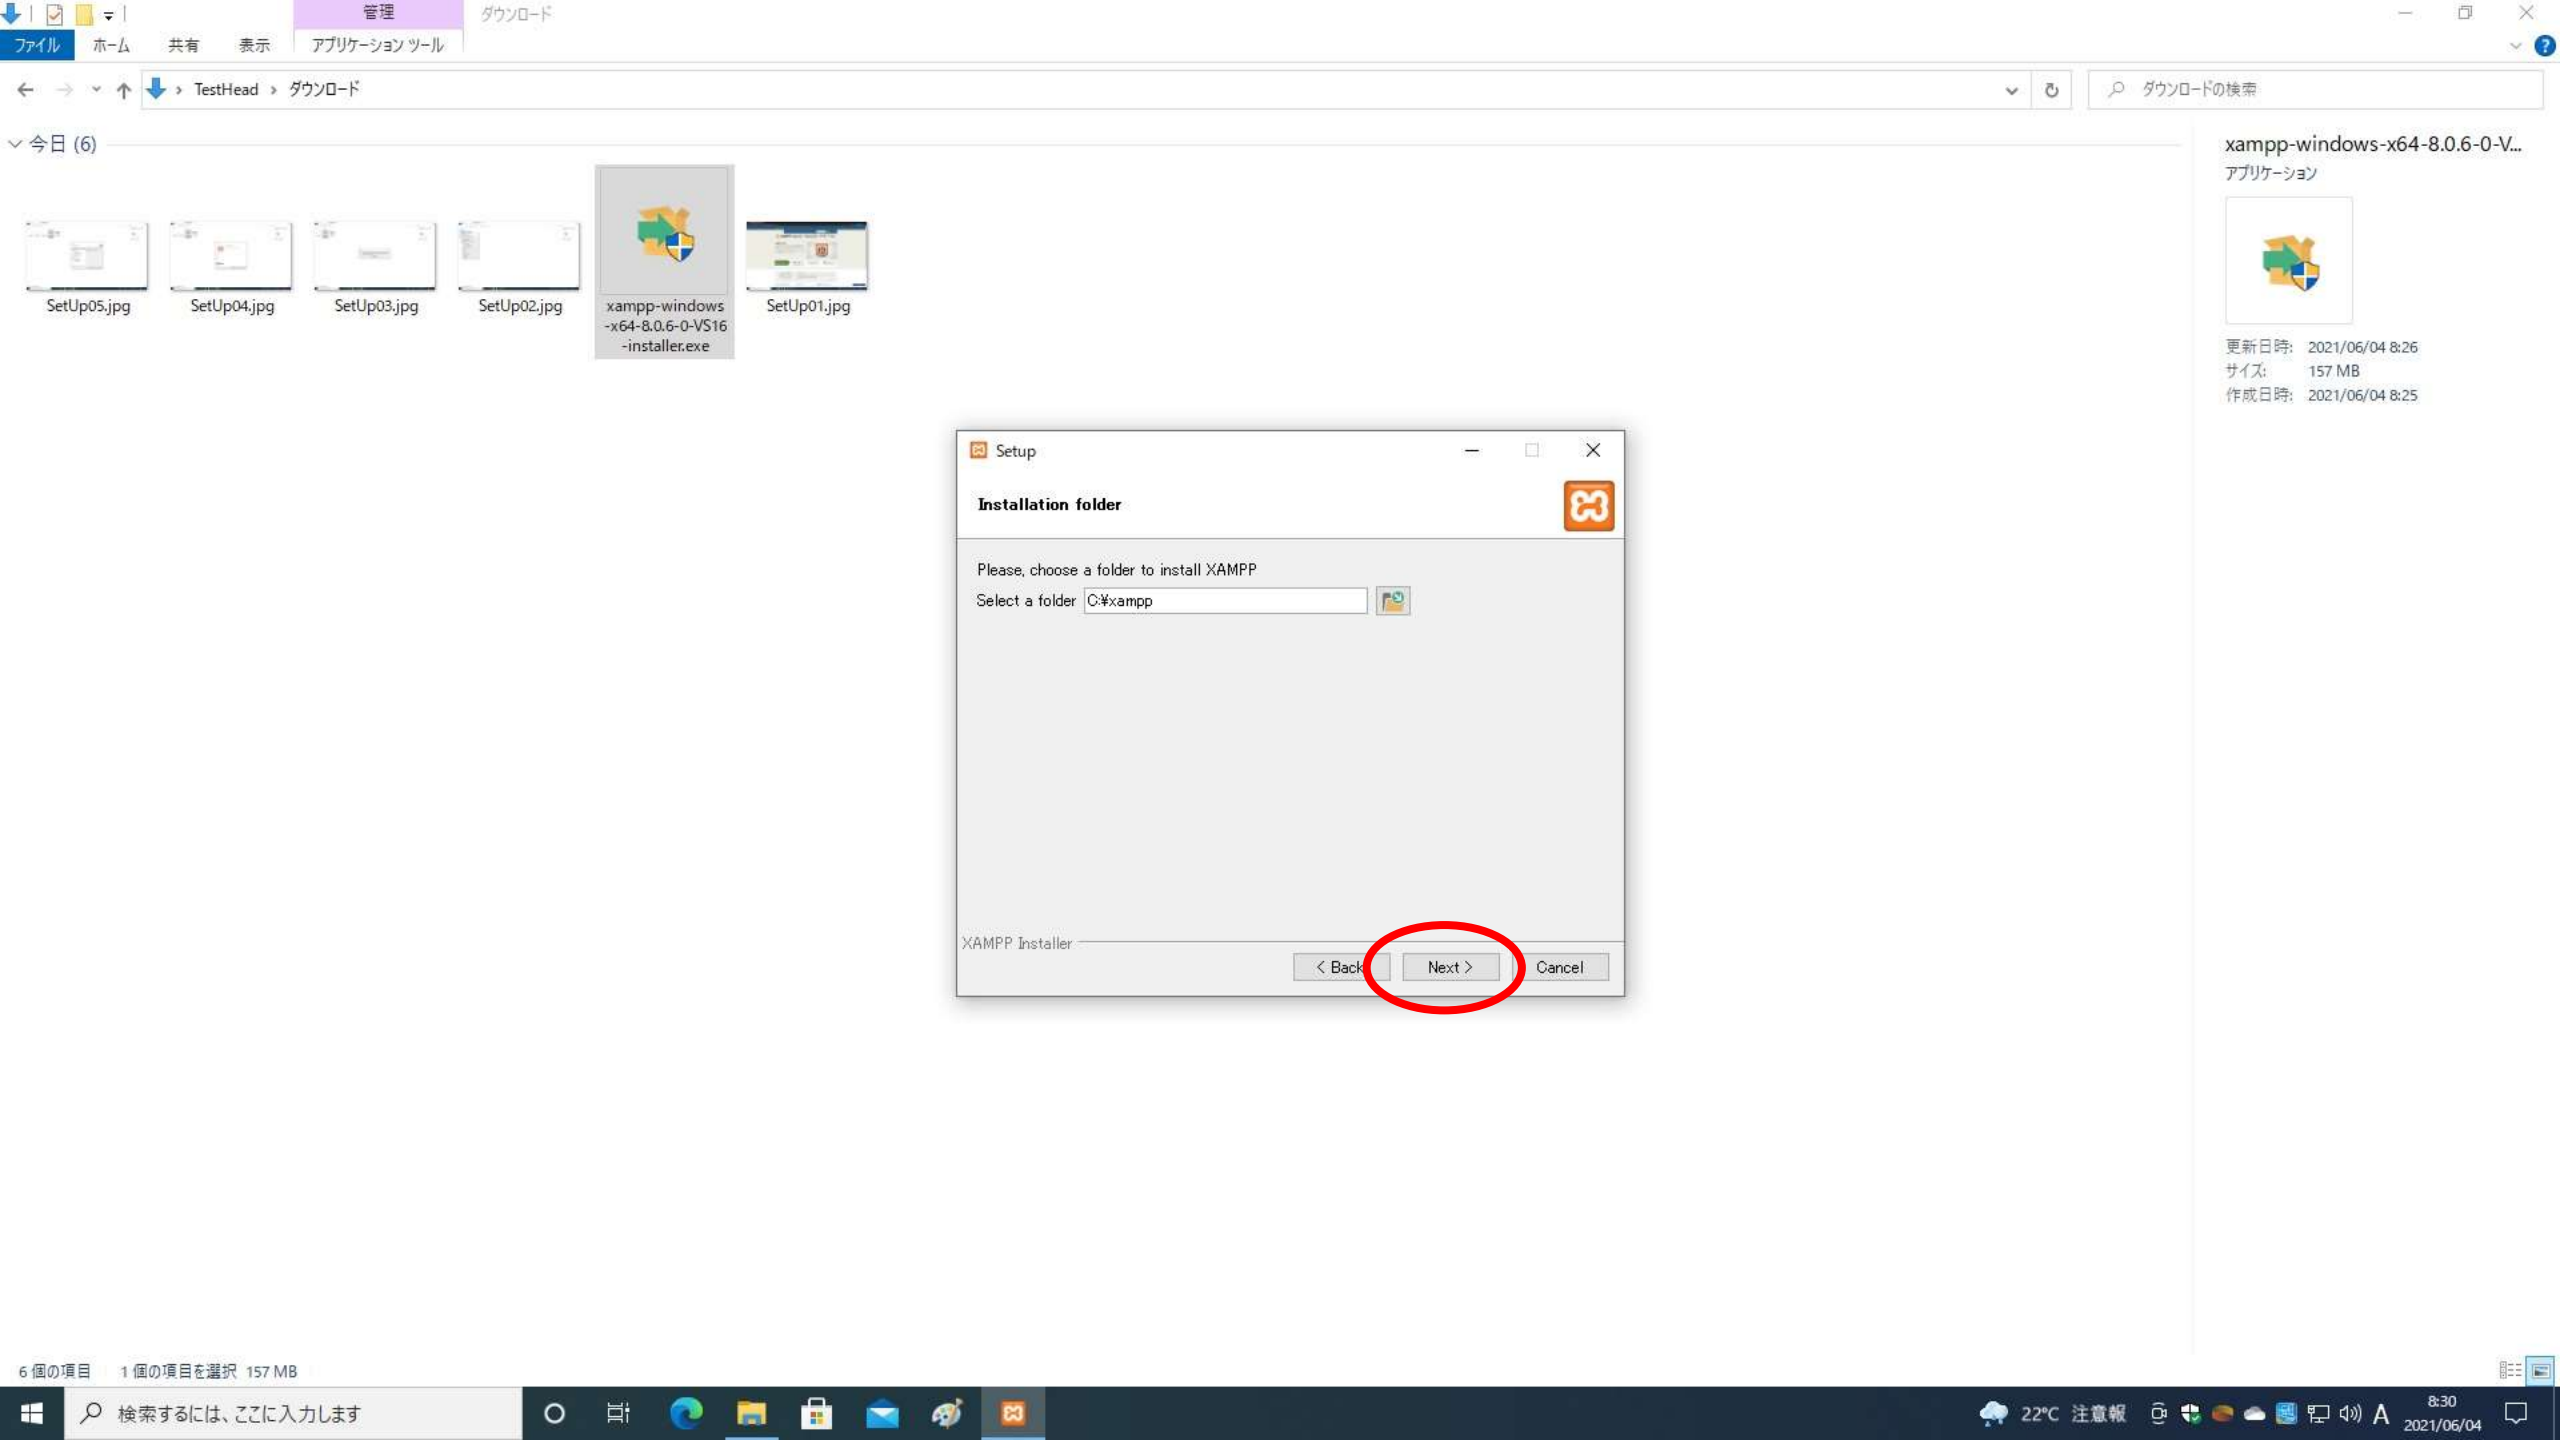 管理
ダウンロード
ファイル
ホーム
共有
表示
アプリケーション ツール
TestHead
ダウンロード
ダウンロードの検索
今日 (6)
SetUp05.jpg
SetUp04.jpg
SetUp03.jpg
SetUp02.jpg
xampp-windows
-x64-8.0.6-0-VS16
-installer.exe
SetUp01.jpg
xampp-windows-x64-8.0.6-0-V...
アプリケーション
更新日時: 2021/06/04 8:26
サイズ: 157 MB
作成日時: 2021/06/04 8:25
Setup
Installation folder
Please, choose a folder to install XAMPP
Select a folder C:¥xampp
XAMPP Installer
< Back
Next >
Cancel
6 個の項目
1 個の項目を選択 157 MB
検索するには、ここに入力します
22°C 注意報
A
8:30
2021/06/04